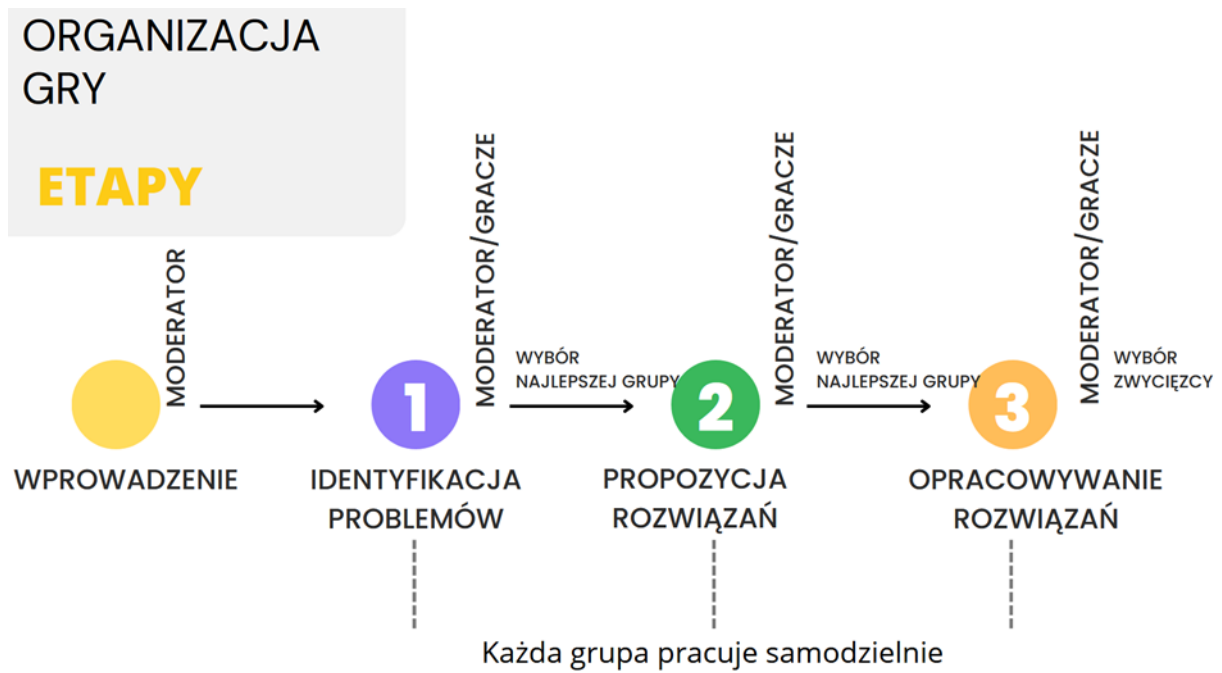 ORGANIZACJA
GRY
ETAPY
MODERATOR
MODERATOR/GRACZE
MODERATOR/GRACZE
MODERATOR/GRACZE
WYBÓR
NAJLEPSZEJ GRUPY
WYBÓR
NAJLEPSZEJ GRUPY
WYBÓR
ZWYCIĘZCY
1
2
3
WPROWADZENIE
IDENTYFIKACJA
PROBLEMÓW
PROPOZYCJA
ROZWIĄZAŃ
OPRACOWYWANIE
ROZWIĄZAŃ
Każda grupa pracuje samodzielnie